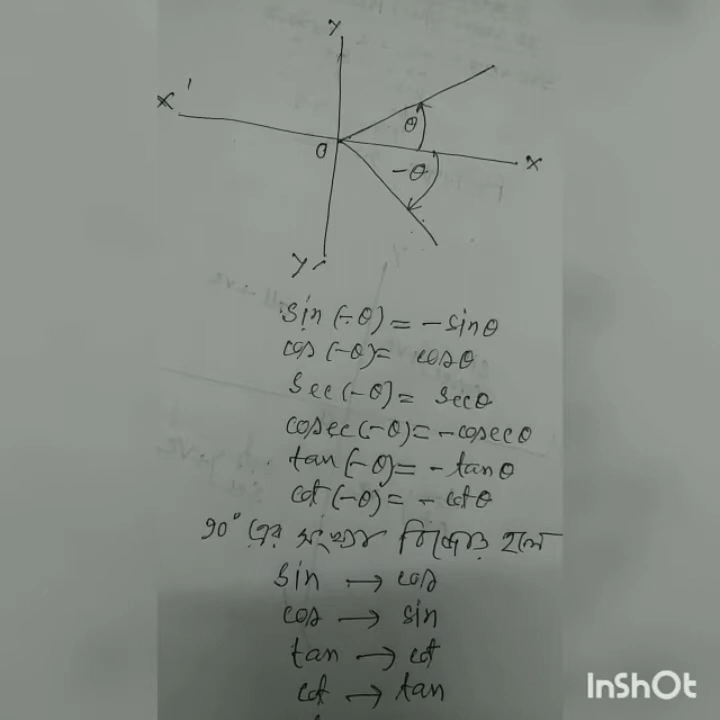 y
x'
θ
O
x
-θ
y'
sin (-θ) = - sinθ
cos (-θ) = cosθ
sec (-θ) = secθ
cosec (-θ) = - cosecθ
tan (-θ) = - tanθ
cot (-θ) = - cotθ
90° এর সংখ্যা বিজোড় হলে
sin → cos
cos → sin
tan → cot
cot → tan
InShOt